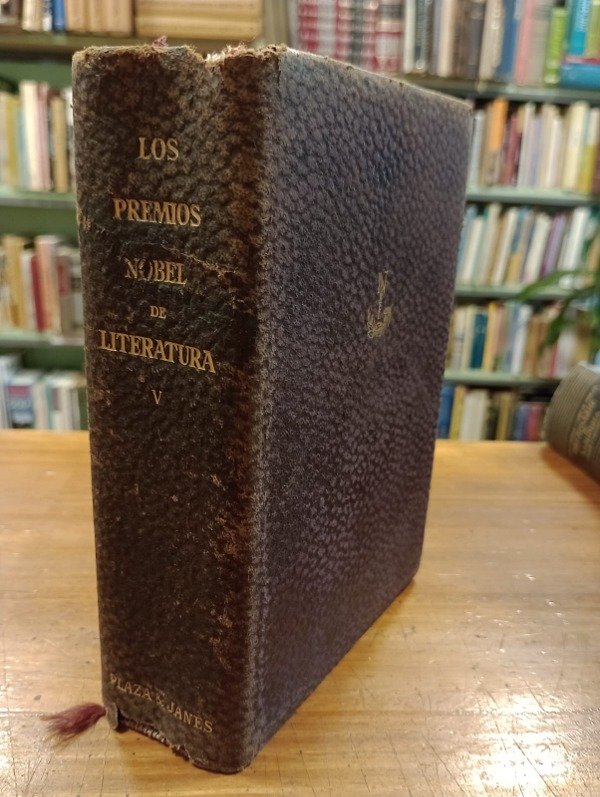 LOS
PREMIOS
NOBEL
DE
LITERATURA
V
PLAZA & JANES